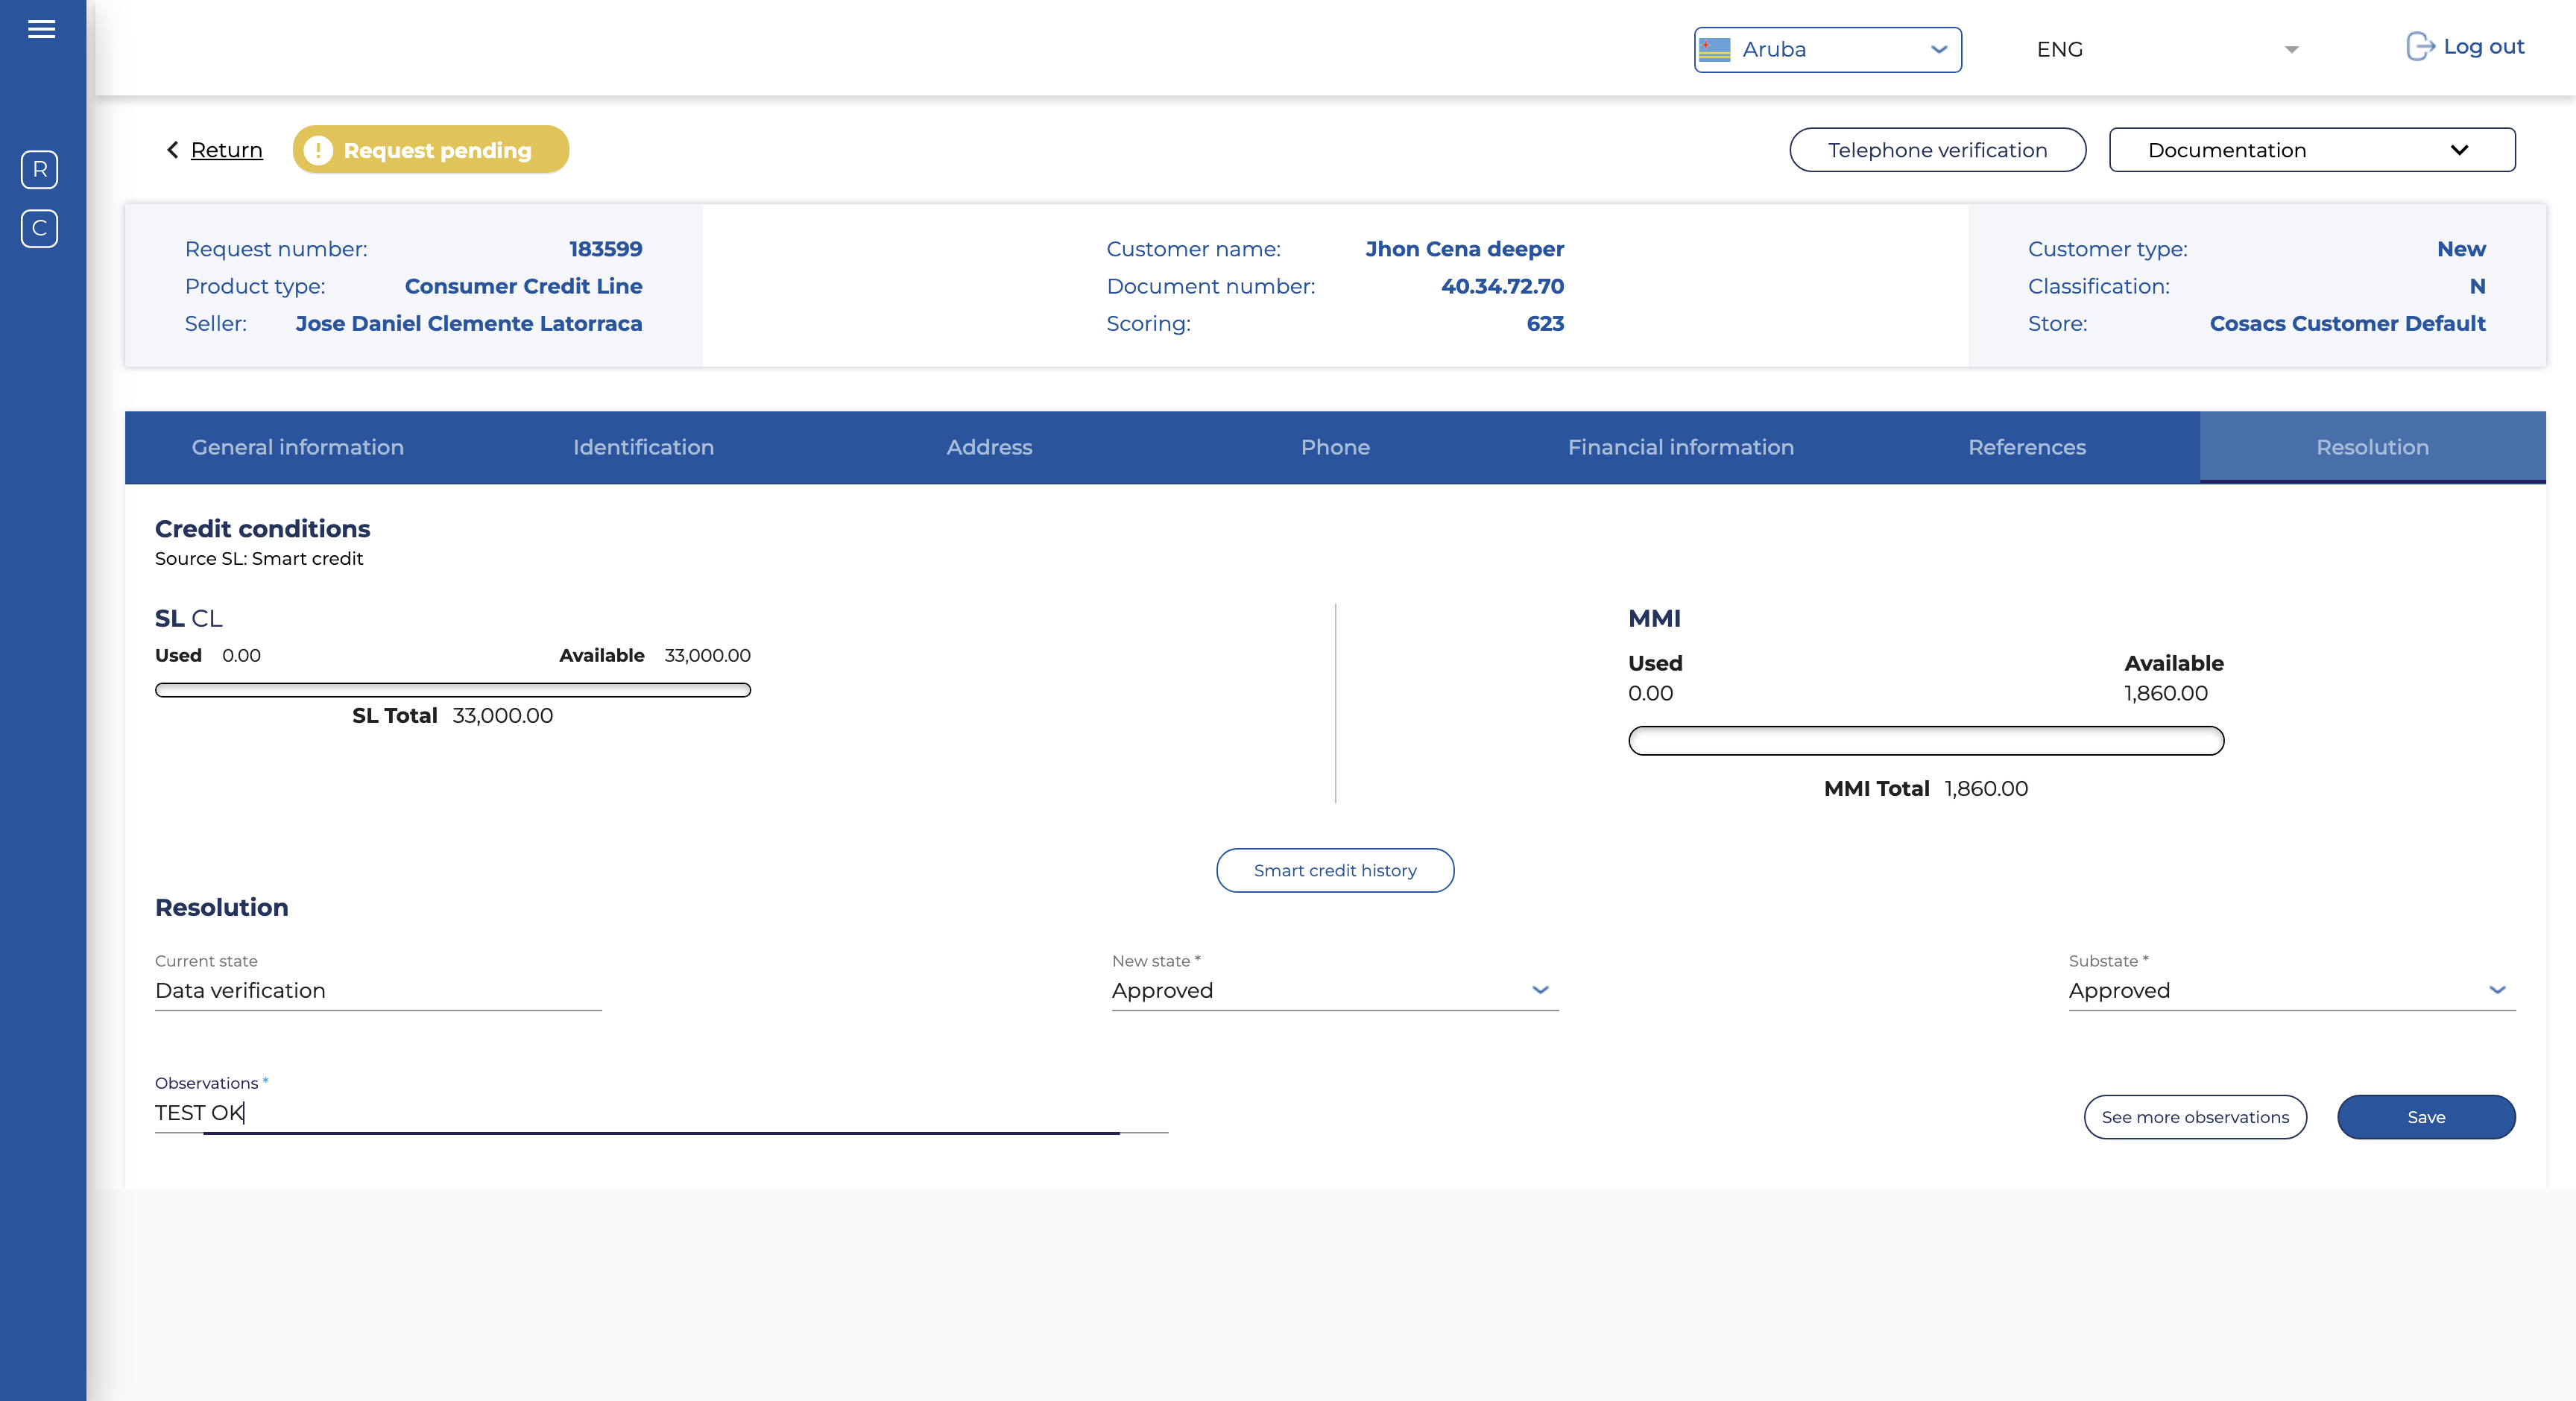 Aruba
ENG
Log out
R
C
Return
! Request pending
Telephone verification
Documentation
Request number: 183599
Product type: Consumer Credit Line
Seller: Jose Daniel Clemente Latorraca
Customer name: Jhon Cena deeper
Document number: 40.34.72.70
Scoring: 623
Customer type: New
Classification: N
Store: Cosacs Customer Default
General information
Identification
Address
Phone
Financial information
References
Resolution
Credit conditions
Source SL: Smart credit
SL CL
Used 0.00 Available 33,000.00
SL Total 33,000.00
MMI
Used Available
0.00 1,860.00
MMI Total 1,860.00
Smart credit history
Resolution
Current state
Data verification
New state *
Approved
Substate *
Approved
Observations *
TEST OK
See more observations
Save